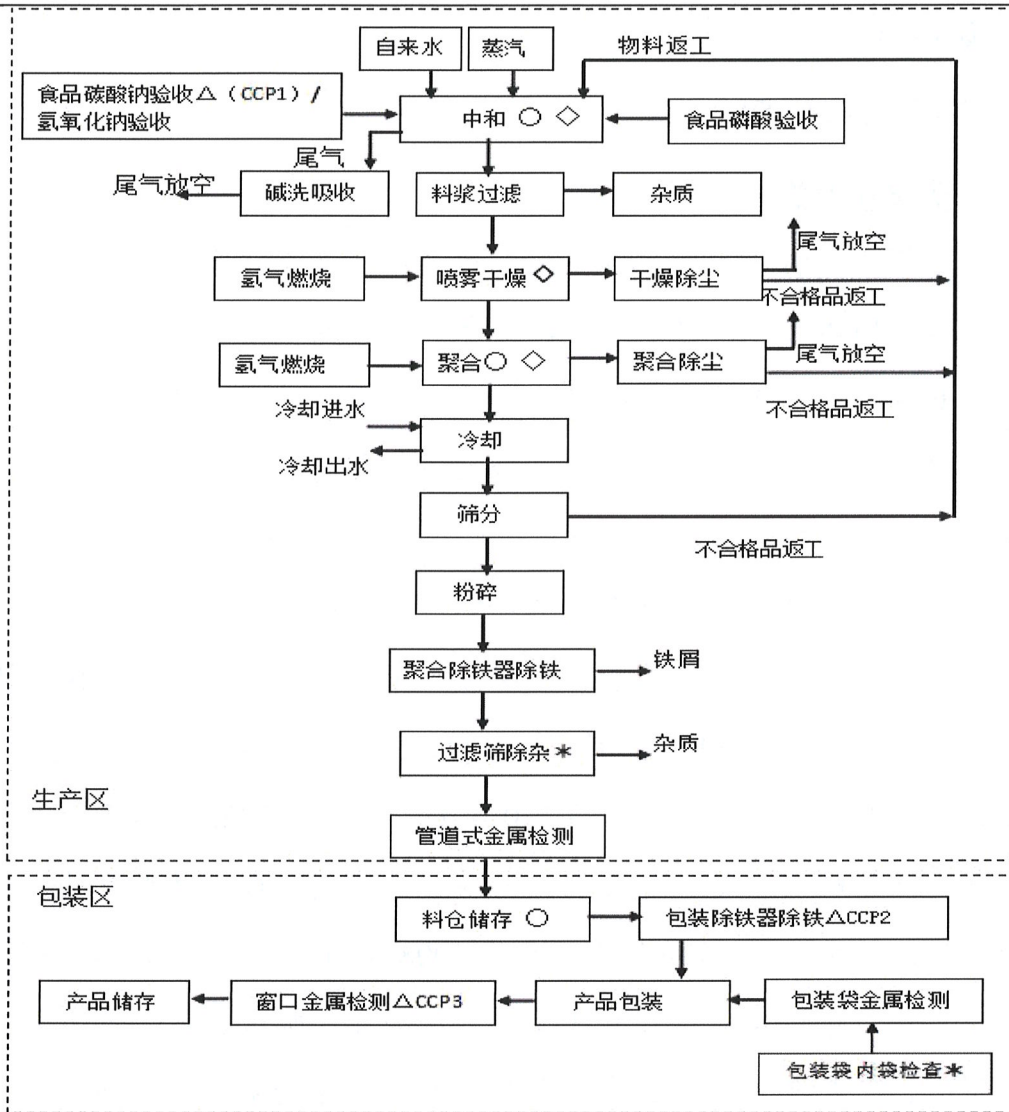 自来水
蒸汽
物料返工
食品碳酸钠验收△（CCP1）/
氢氧化钠验收
中和 ○ ◇
食品磷酸验收
尾气
尾气放空
碱洗吸收
料浆过滤
杂质
尾气放空
氢气燃烧
喷雾干燥◇
干燥除尘
不合格品返工
氢气燃烧
聚合○ ◇
聚合除尘
尾气放空
冷却进水
不合格品返工
冷却
冷却出水
筛分
不合格品返工
粉碎
聚合除铁器除铁
铁屑
过滤筛除杂*
杂质
生产区
管道式金属检测
包装区
料仓储存 ○
包装除铁器除铁△CCP2
产品储存
窗口金属检测△CCP3
产品包装
包装袋金属检测
包装袋内袋检查*